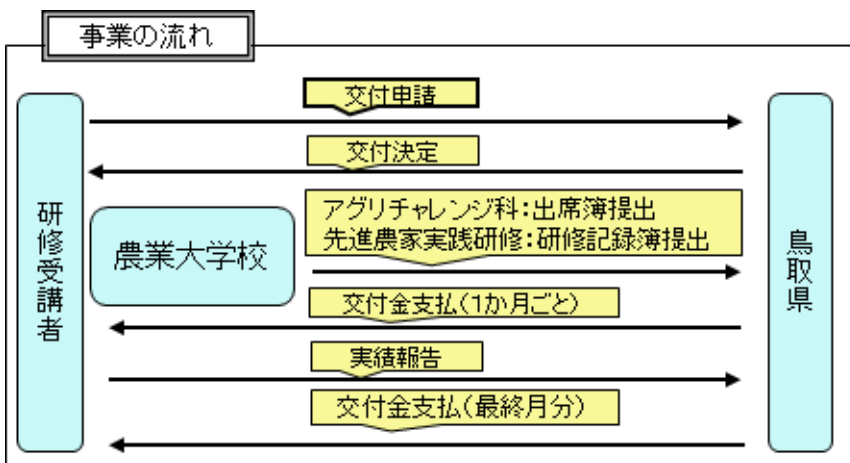 事業の流れ
交付申請
交付決定
研修受講者
農業大学校
アグリチャレンジ科:出席簿提出
先進農家実践研修:研修記録簿提出
鳥取県
交付金支払(1か月ごと)
実績報告
交付金支払(最終月分)